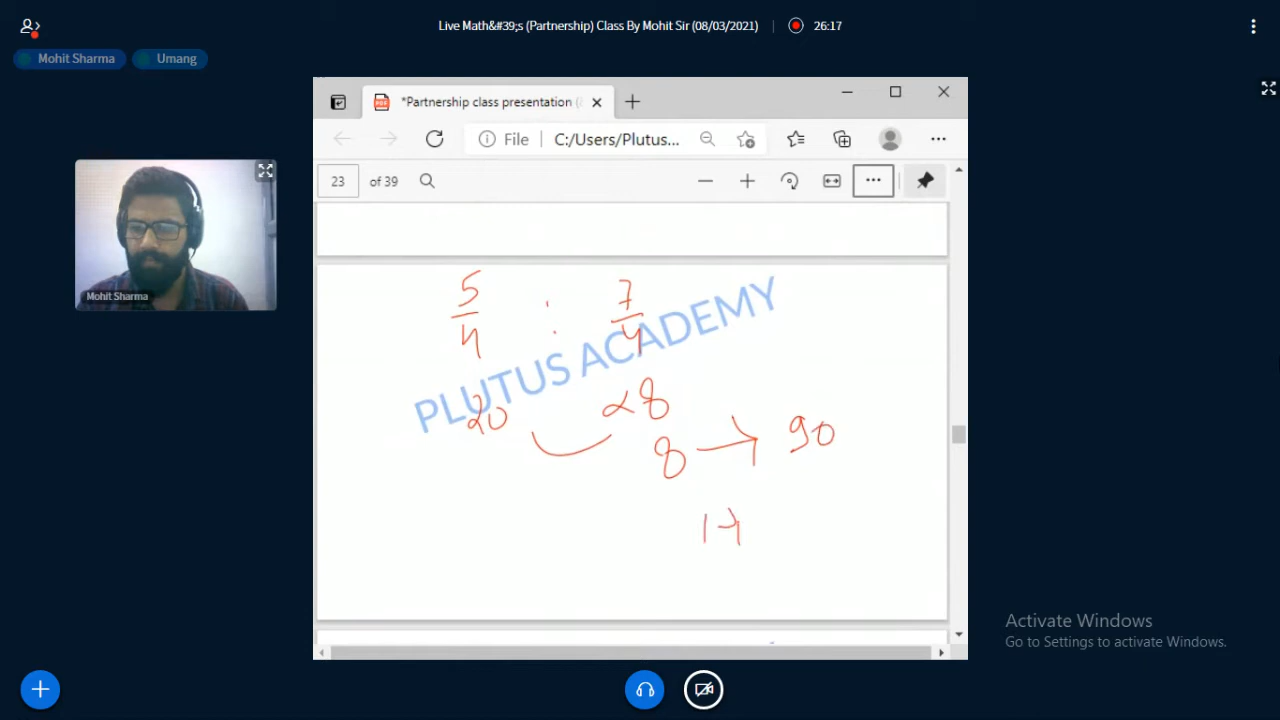 Live Math&#39;s (Partnership) Class By Mohit Sir (08/03/2021) 26:17
Mohit Sharma Umang
*Partnership class presentation (
File C:/Users/Plutus...
23 of 39
Mohit Sharma
5/4 : 7/4
PLUTUS ACADEMY
20 28
8 → 90
1→
Activate Windows
Go to Settings to activate Windows.